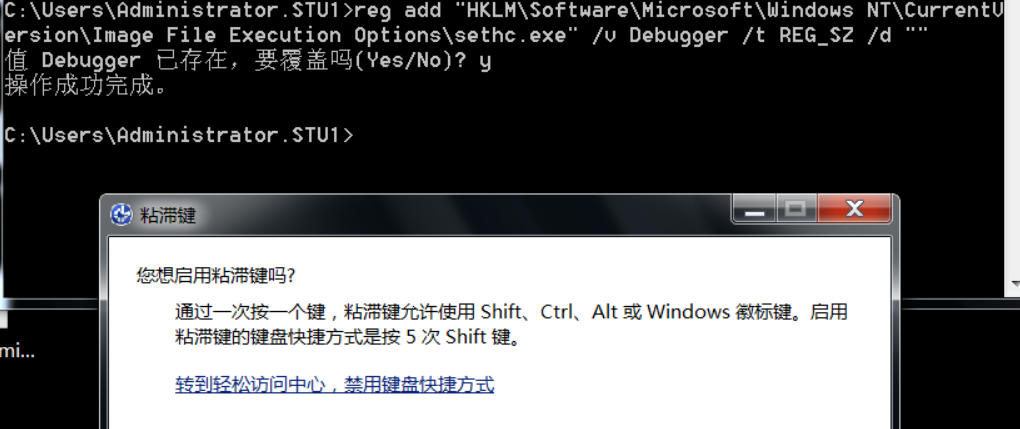 C:\Users\Administrator.STU1>reg add "HKLM\Software\Microsoft\Windows NT\CurrentV
ersion\Image File Execution Options\sethc.exe" /v Debugger /t REG_SZ /d ""
值 Debugger 已存在，要覆盖吗(Yes/No)? y
操作成功完成。
C:\Users\Administrator.STU1>
粘滞键
您想启用粘滞键吗?
通过一次按一个键，粘滞键允许使用 Shift、Ctrl、Alt 或 Windows 徽标键。启用
粘滞键的键盘快捷方式是按 5 次 Shift 键。
mi...
转到轻松访问中心，禁用键盘快捷方式